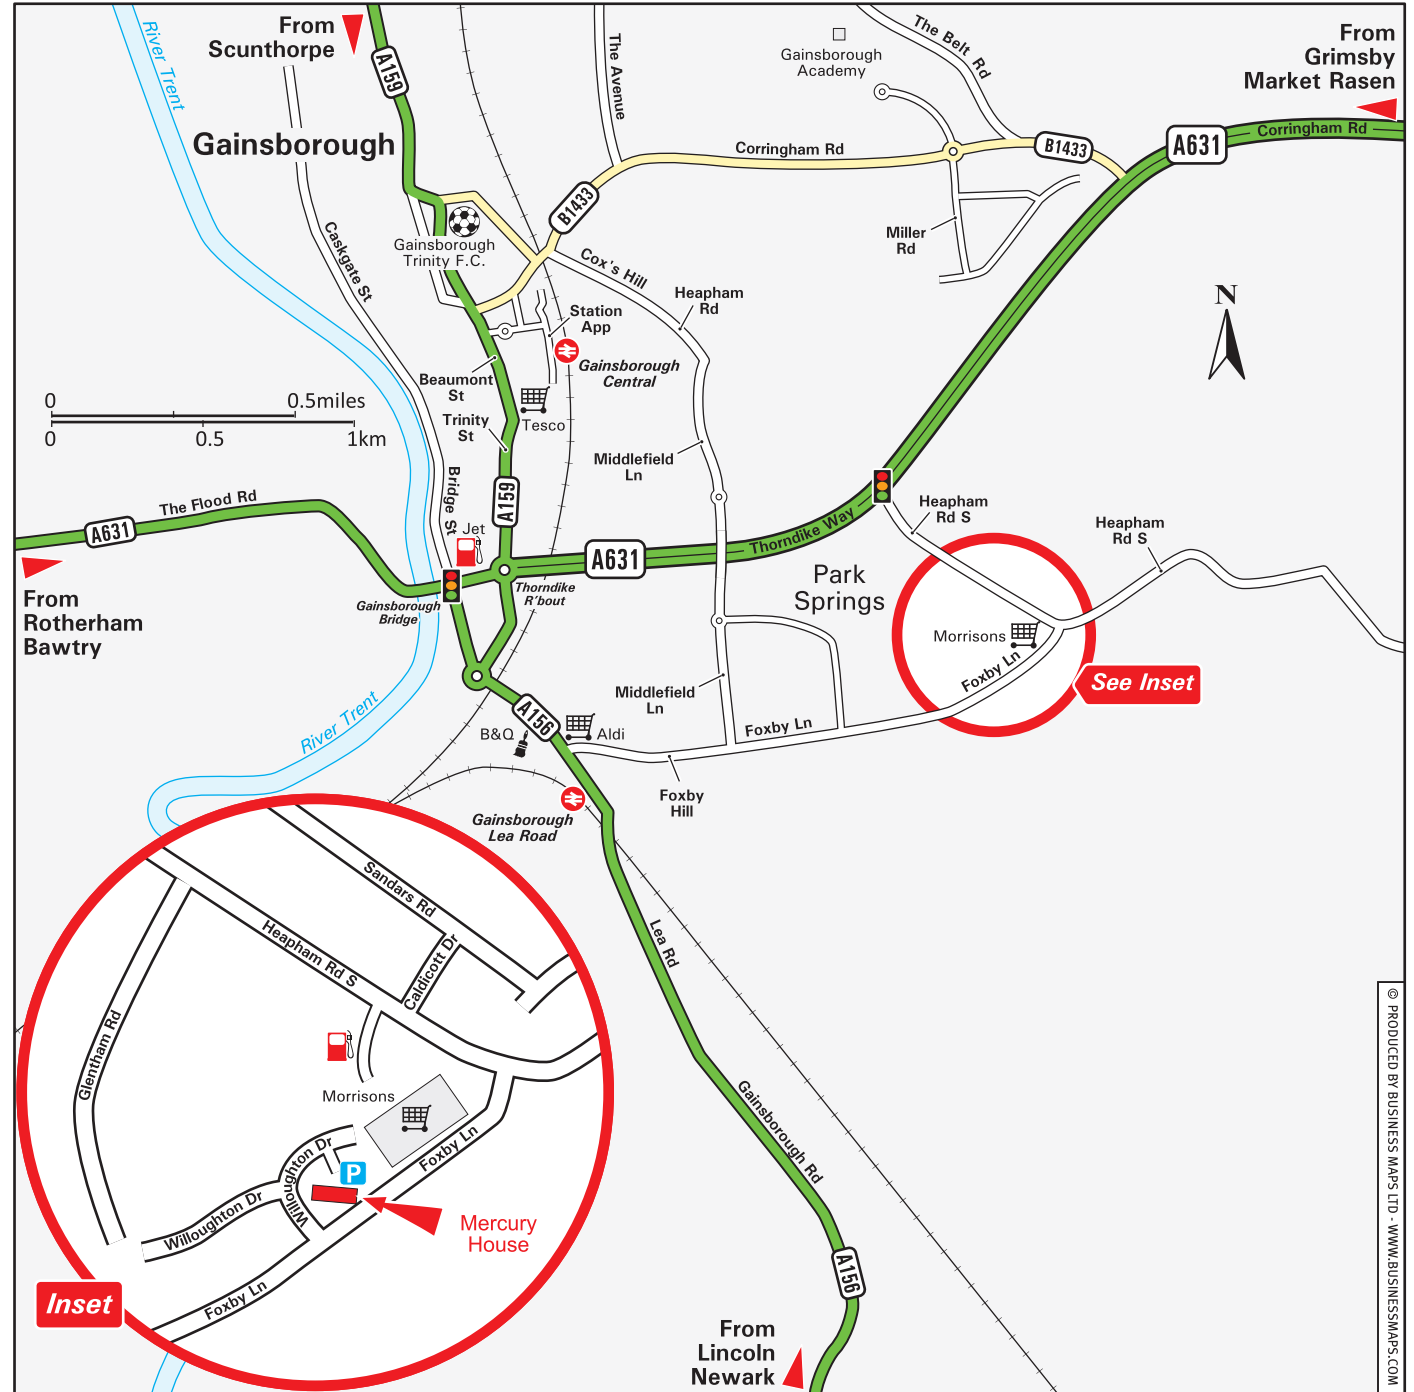 From
Scunthorpe
River Trent
A159
The Avenue
Gainsborough
Academy
The Belt Rd
From
Grimsby
Market Rasen
Gainsborough
Corringham Rd
B1433
A631
Corringham Rd
B1433
Caskgate St
Gainsborough
Trinity F.C.
Cox's Hill
Miller
Rd
Heapham
Rd
N
Station
App
Gainsborough
Central
Beaumont
St
Tesco
Trinity
St
0
0.5miles
0
0.5
1km
Middlefield
Ln
Bridge St
A159
The Flood Rd
A631
Jet
A631
Thorndike Way
Heapham
Rd S
Heapham
Rd S
Park
Springs
From
Rotherham
Bawtry
Gainsborough
Bridge
Thorndike
R'bout
Morrisons
Foxby Ln
See Inset
Middlefield
Ln
Foxby Ln
River Trent
A156
B&Q
Aldi
Foxby
Hill
Gainsborough
Lea Road
Sandars Rd
Heapham Rd S
Caldicott Dr
Glentham Rd
Morrisons
Foxby Ln
Willoughton Dr
Willoughton Dr
P
Mercury
House
Foxby Ln
Inset
Lea Rd
Gainsborough Rd
A156
From
Lincoln
Newark
© PRODUCED BY BUSINESS MAPS LTD - WWW.BUSINESSMAPS.COM